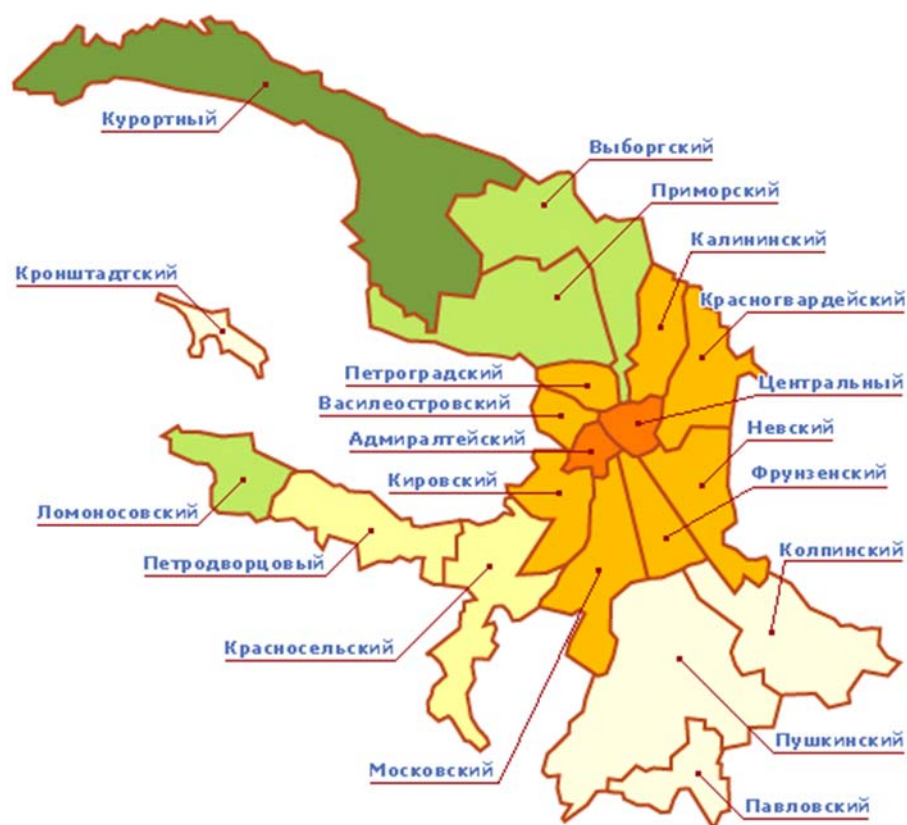 Курортный
Выборгский
Приморский
Калининский
Кронштадтский
Красногвардейский
Петроградский
Центральный
Василеостровский
Адмиралтейский
Невский
Кировский
Фрунзенский
Ломоносовский
Колпинский
Петродворцовый
Красносельский
Пушкинский
Московский
Павловский